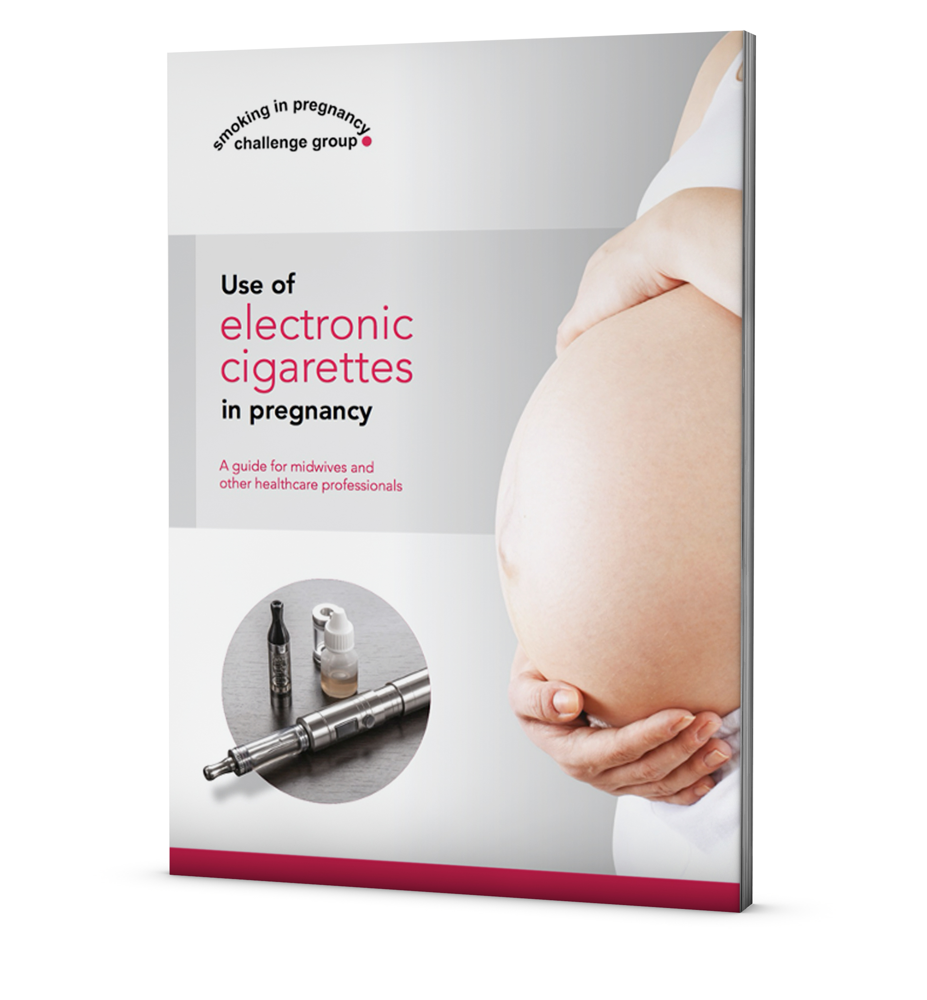 smoking in pregnancy
challenge group
Use of
electronic
cigarettes
in pregnancy
A guide for midwives and
other healthcare professionals